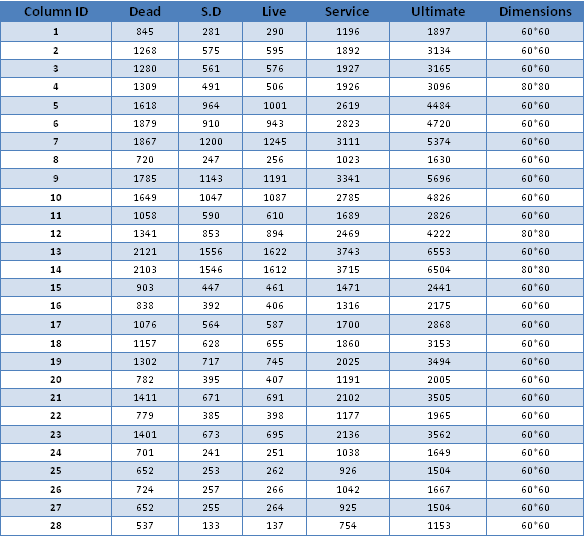 Column ID Dead S.D Live Service Ultimate Dimensions
1 845 281 290 1196 1897 60*60
2 1268 575 595 1892 3134 60*60
3 1280 561 576 1927 3165 60*60
4 1309 491 506 1926 3096 80*80
5 1618 964 1001 2619 4484 60*60
6 1879 910 943 2823 4720 60*60
7 1867 1200 1245 3111 5374 60*60
8 720 247 256 1023 1630 60*60
9 1785 1143 1191 3341 5696 60*60
10 1649 1047 1087 2785 4826 60*60
11 1058 590 610 1689 2826 60*60
12 1341 853 894 2469 4222 80*80
13 2121 1556 1622 3743 6553 60*60
14 2103 1546 1612 3715 6504 80*80
15 903 447 461 1471 2441 60*60
16 838 392 406 1316 2175 60*60
17 1076 564 587 1700 2868 60*60
18 1157 628 655 1860 3153 60*60
19 1302 717 745 2025 3494 60*60
20 782 395 407 1191 2005 60*60
21 1411 671 691 2102 3505 60*60
22 779 385 398 1177 1965 60*60
23 1401 673 695 2136 3562 60*60
24 701 241 251 1038 1649 60*60
25 652 253 262 926 1504 60*60
26 724 257 266 1042 1667 60*60
27 652 255 264 925 1504 60*60
28 537 133 137 754 1153 60*60